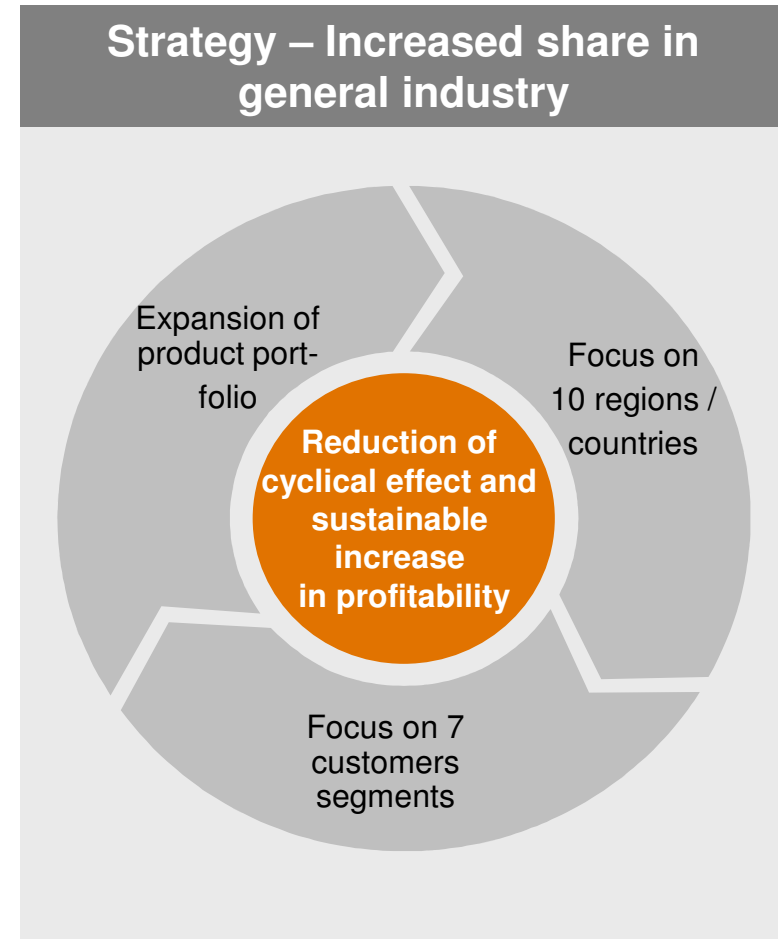 Strategy – Increased share in
general industry
Expansion of
product port-
folio
Focus on
10 regions /
countries
Reduction of
cyclical effect and
sustainable
increase
in profitability
Focus on 7
customers
segments